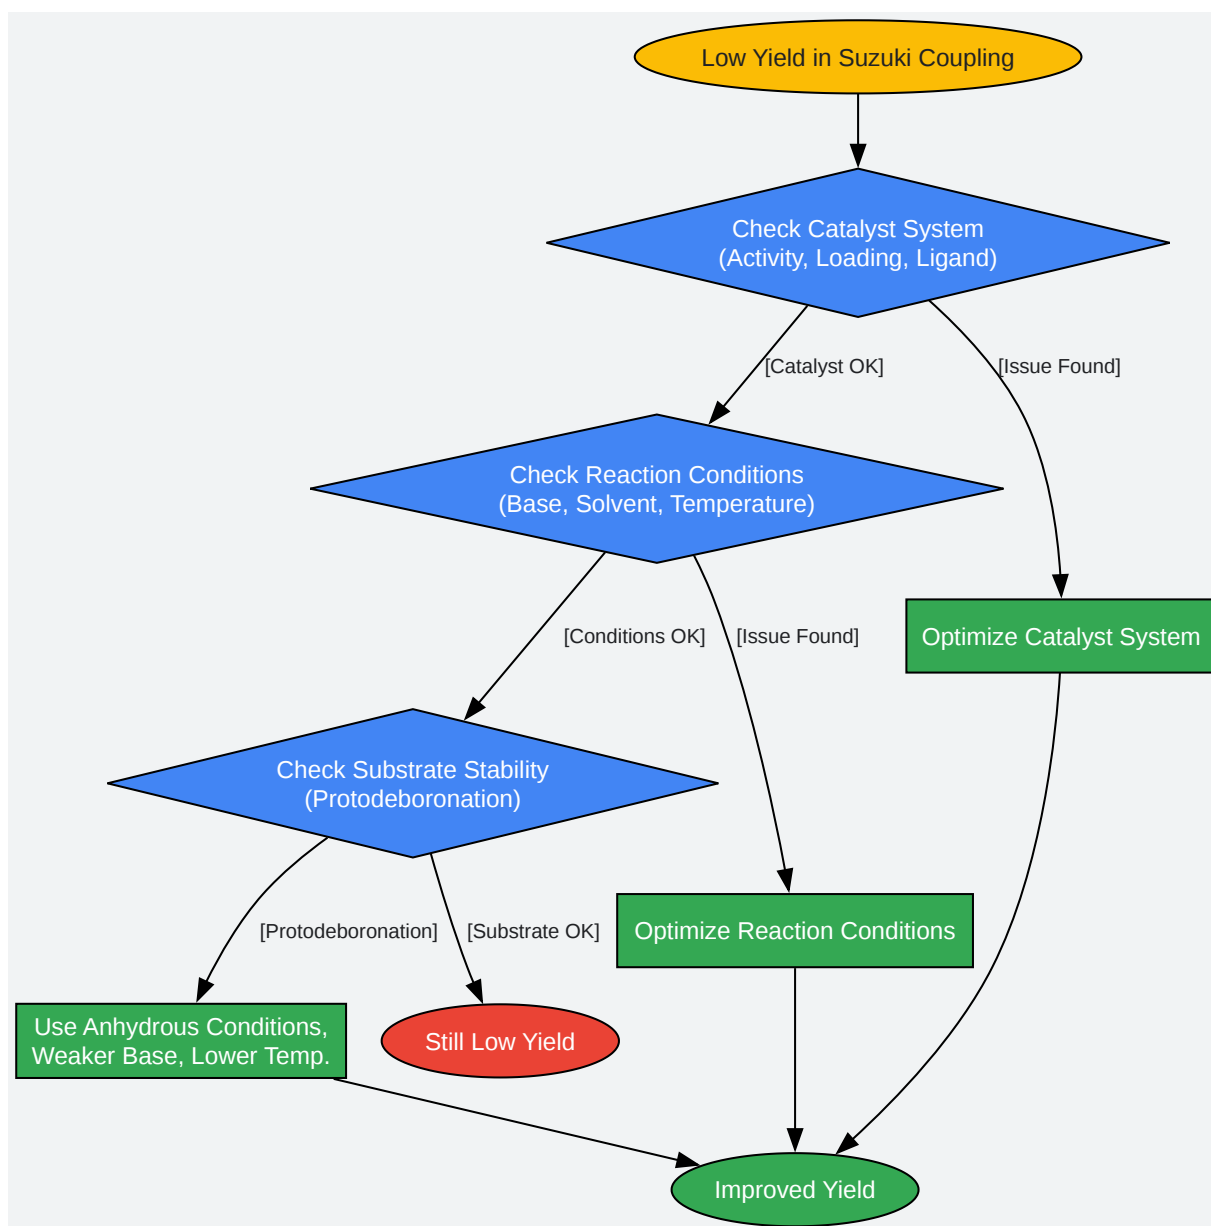 Low Yield in Suzuki Coupling
Check Catalyst System
(Activity, Loading, Ligand)
[Catalyst OK]
[Issue Found]
Check Reaction Conditions
(Base, Solvent, Temperature)
[Conditions OK]
[Issue Found]
Optimize Catalyst System
Check Substrate Stability
(Protodeboronation)
[Protodeboronation]
[Substrate OK]
Optimize Reaction Conditions
Use Anhydrous Conditions,
Weaker Base, Lower Temp.
Still Low Yield
Improved Yield